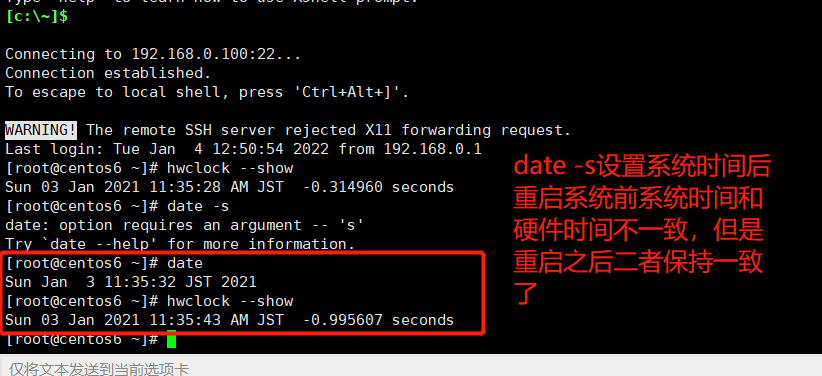 Type `help' to learn how to use Xshell prompt.
[c:\~]$
Connecting to 192.168.0.100:22...
Connection established.
To escape to local shell, press 'Ctrl+Alt+]'.
WARNING! The remote SSH server rejected X11 forwarding request.
Last login: Tue Jan  4 12:50:54 2022 from 192.168.0.1
[root@centos6 ~]# hwclock --show
Sun 03 Jan 2021 11:35:28 AM JST  -0.314960 seconds
[root@centos6 ~]# date -s
date: option requires an argument -- 's'
Try `date --help' for more information.
[root@centos6 ~]# date
Sun Jan  3 11:35:32 JST 2021
[root@centos6 ~]# hwclock --show
Sun 03 Jan 2021 11:35:43 AM JST  -0.995607 seconds
[root@centos6 ~]#
date -s设置系统时间后
重启系统前系统时间和
硬件时间不一致，但是
重启之后二者保持一致
了
仅将文本发送到当前选项卡